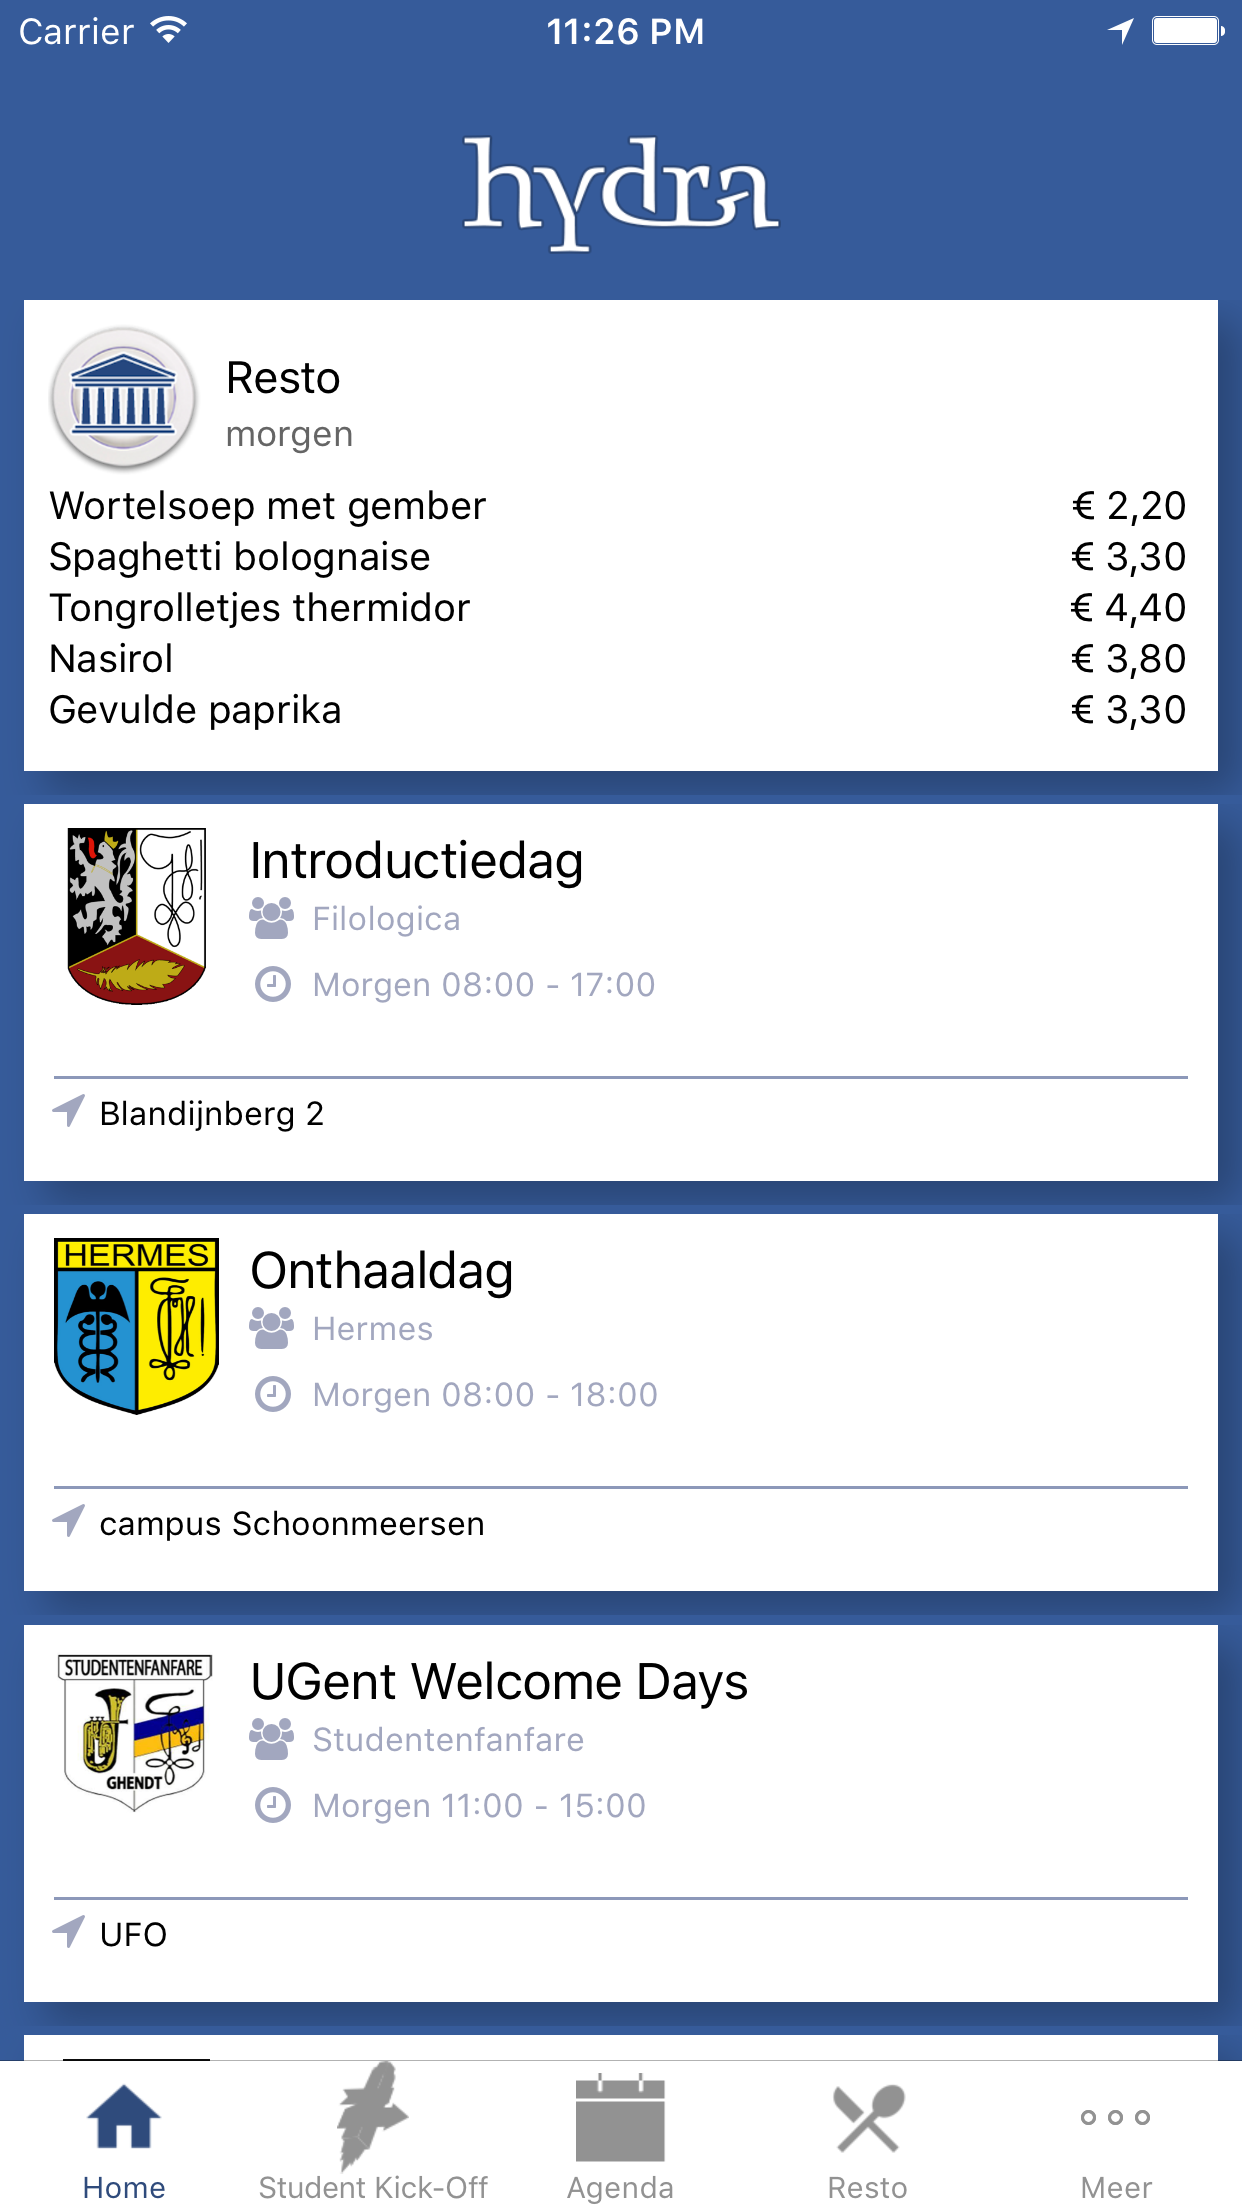 Carrier 11:26 PM
hydra
Resto
morgen
Wortelsoep met gember € 2,20
Spaghetti bolognaise € 3,30
Tongrolletjes thermidor € 4,40
Nasirol € 3,80
Gevulde paprika € 3,30
Introductiedag
Filologica
Morgen 08:00 - 17:00
Blandijnberg 2
HERMES
Onthaaldag
Hermes
Morgen 08:00 - 18:00
campus Schoonmeersen
STUDENTENFANFARE
GHENDT
UGent Welcome Days
Studentenfanfare
Morgen 11:00 - 15:00
UFO
Home Student Kick-Off Agenda Resto Meer